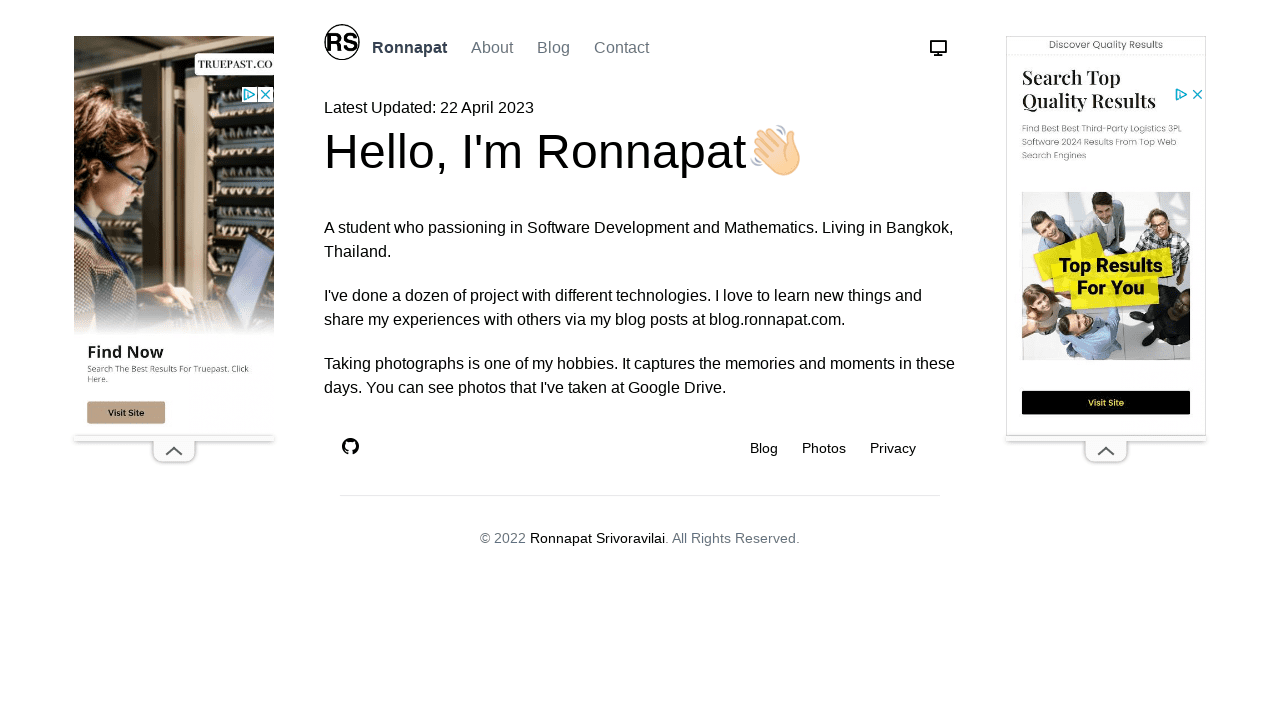 RS Ronnapat About Blog Contact
Latest Updated: 22 April 2023
Hello, I'm Ronnapat👋🏻
A student who passioning in Software Development and Mathematics. Living in Bangkok,
Thailand.
I've done a dozen of project with different technologies. I love to learn new things and
share my experiences with others via my blog posts at blog.ronnapat.com.
Taking photographs is one of my hobbies. It captures the memories and moments in these
days. You can see photos that I've taken at Google Drive.
Blog Photos Privacy
© 2022 Ronnapat Srivoravilai. All Rights Reserved.
TRUEPAST.CO
Find Now
Search The Best Results For Truepast. Click
Here.
Visit Site
Discover Quality Results
Search Top
Quality Results
Find Best Best Third-Party Logistics 3PL
Software 2024 Results From Top Web
Search Engines
Top Results
For You
Visit Site